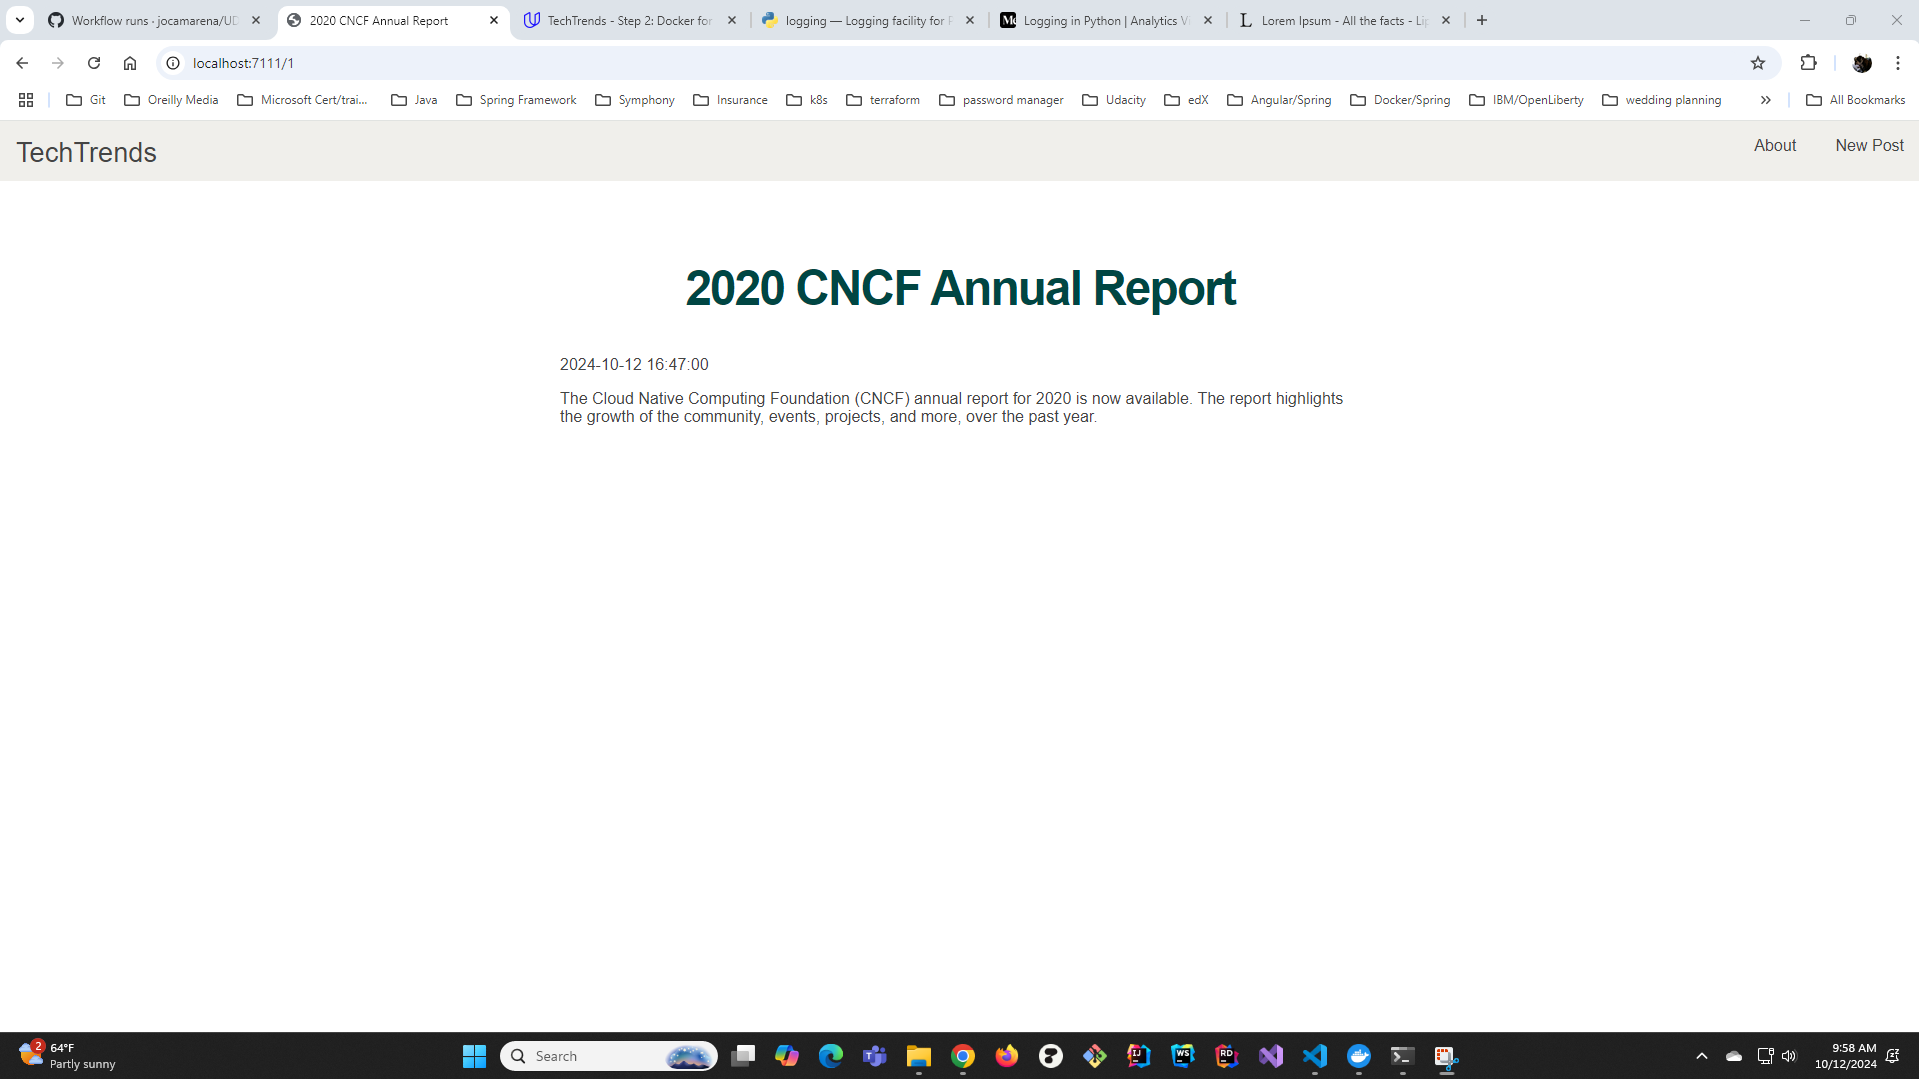 Workflow runs · jocamarena/UD
2020 CNCF Annual Report
TechTrends - Step 2: Docker for
logging — Logging facility for P
Logging in Python | Analytics Vi
Lorem Ipsum - All the facts - Lip
localhost:7111/1
Git
Oreilly Media
Microsoft Cert/trai...
Java
Spring Framework
Symphony
Insurance
k8s
terraform
password manager
Udacity
edX
Angular/Spring
Docker/Spring
IBM/OpenLiberty
wedding planning
All Bookmarks
TechTrends
About
New Post
2020 CNCF Annual Report
2024-10-12 16:47:00
The Cloud Native Computing Foundation (CNCF) annual report for 2020 is now available. The report highlights
the growth of the community, events, projects, and more, over the past year.
2
64°F
Partly sunny
Search
9:58 AM
10/12/2024